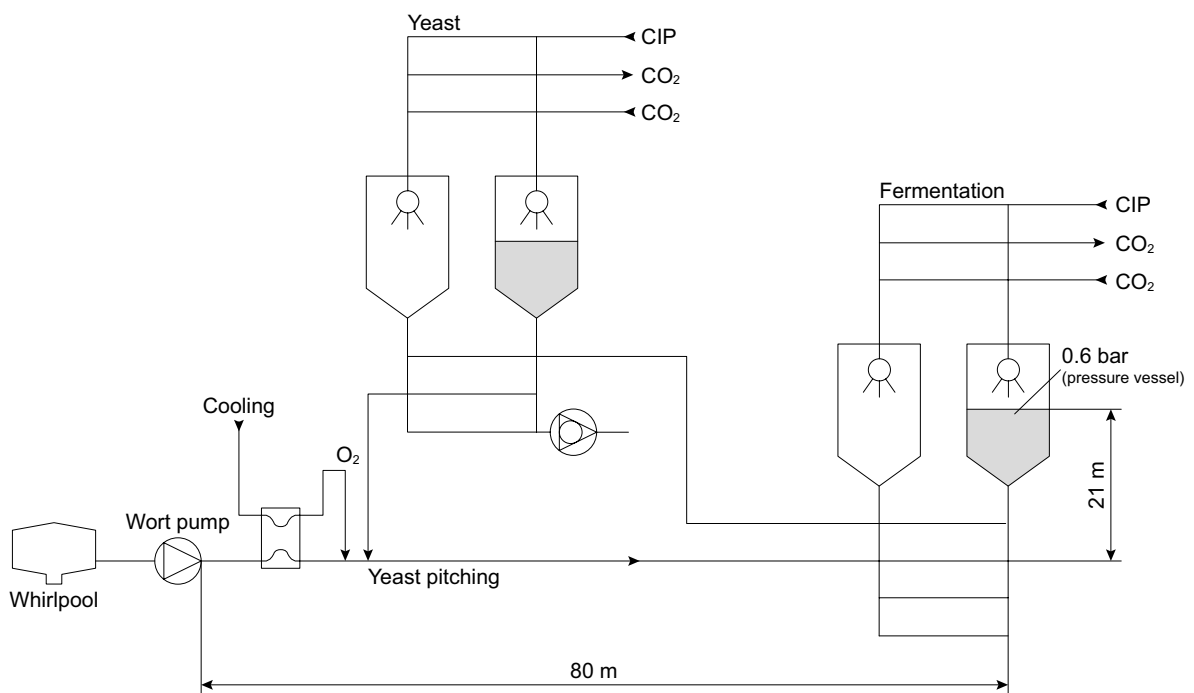 Yeast
CIP
CO₂
CO₂
Fermentation
CIP
CO₂
CO₂
0.6 bar
(pressure vessel)
Cooling
O₂
21 m
Wort pump
Yeast pitching
Whirlpool
80 m